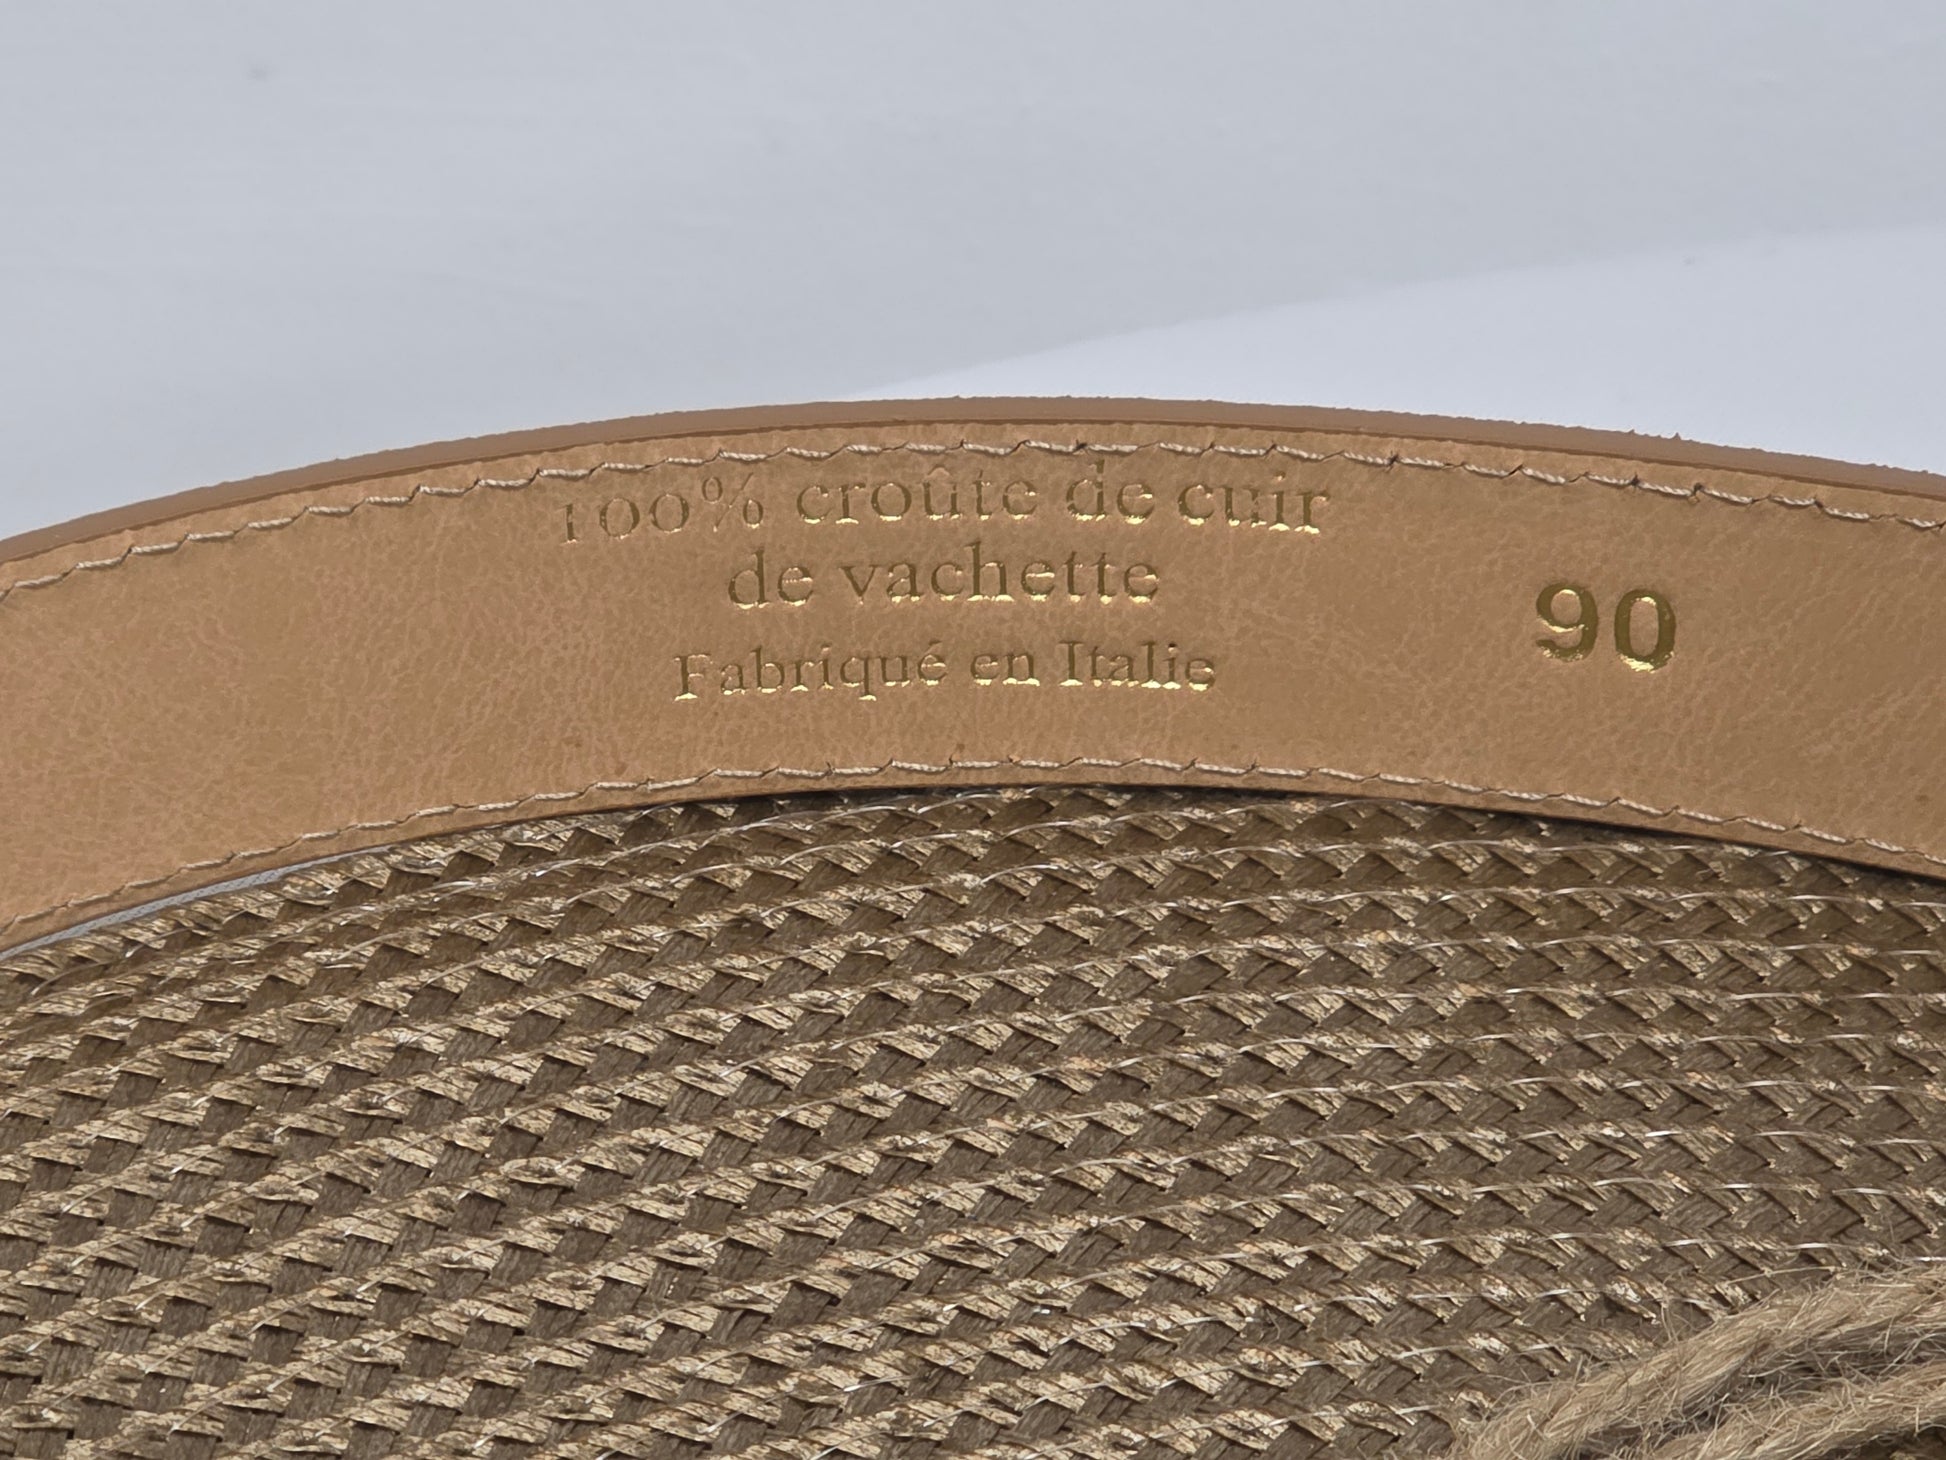 100% croûte de cuir
de vachette
Fabriqué en Italie
90